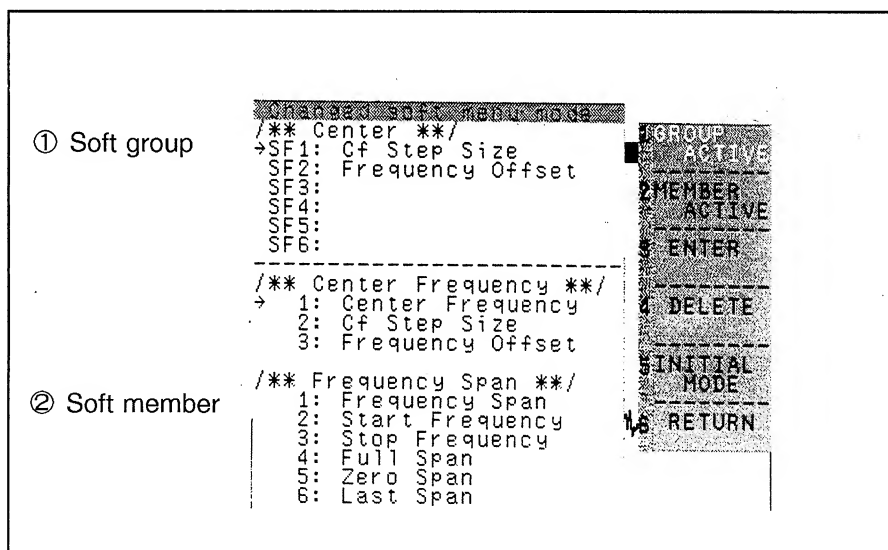 ① Soft group
② Soft member
Changed soft menu mode
/** Center **/
→SF1: Cf Step Size
SF2: Frequency Offset
SF3:
SF4:
SF5:
SF6:
/** Center Frequency **/
→ 1: Center Frequency
2: Cf Step Size
3: Frequency Offset
/** Frequency Span **/
1: Frequency Span
2: Start Frequency
3: Stop Frequency
4: Full Span
5: Zero Span
6: Last Span
1GROUP
ACTIVE
2MEMBER
ACTIVE
3 ENTER
4 DELETE
5INITIAL
MODE
6 RETURN